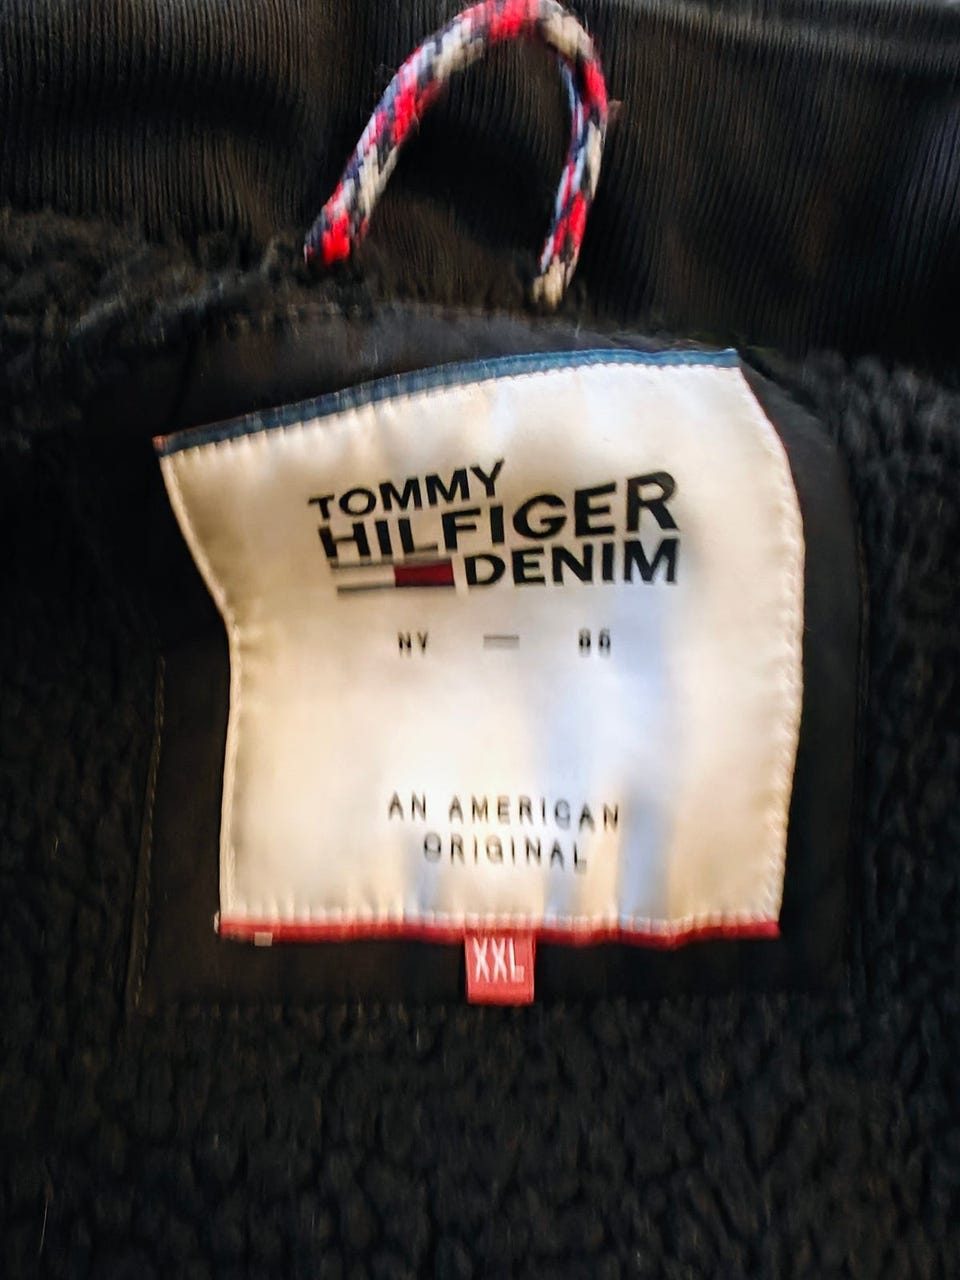 TOMMY
HILFIGER
DENIM
NY — 86
AN AMERICAN
ORIGINAL
XXL